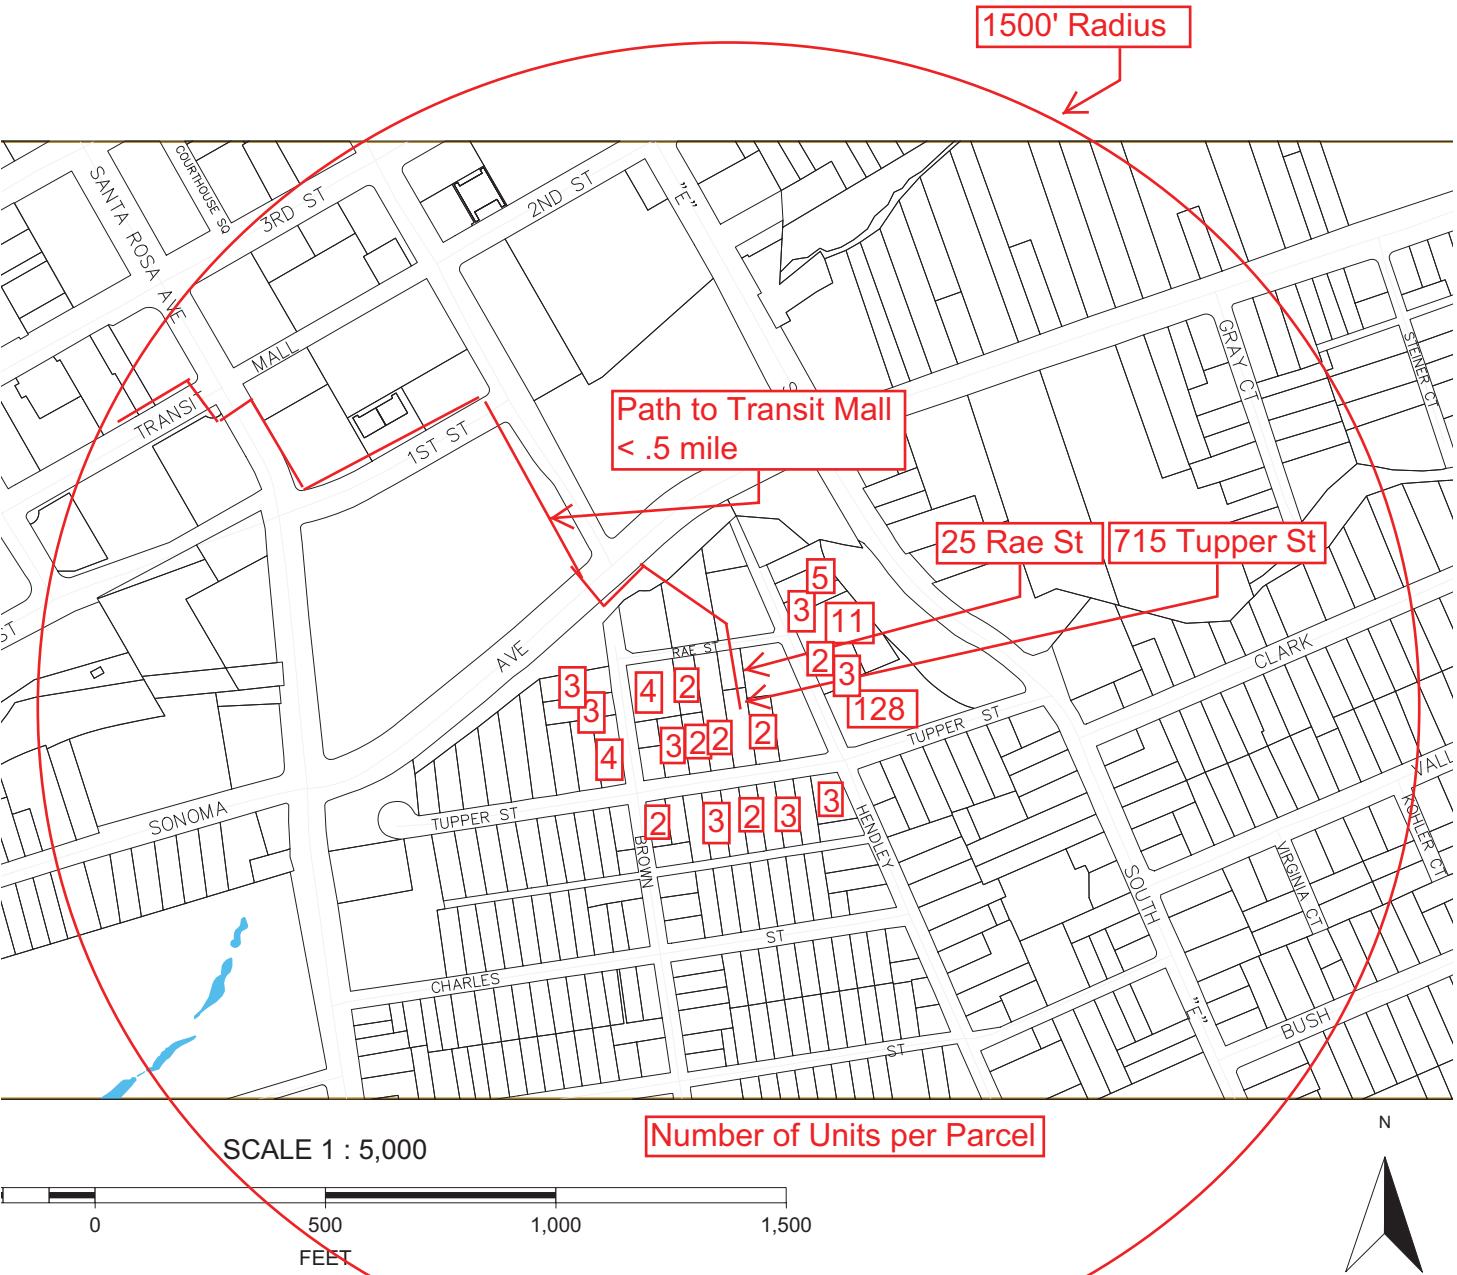 1500' Radius
SANTA ROSA AVE
COURTHOUSE SQ
3RD ST
2ND ST
"E"
MALL
TRANSIT
1ST ST
GRAY CT
STEINER CT
S
Path to Transit Mall
< .5 mile
25 Rae St
715 Tupper St
5
3
11
2
3
128
ST
AVE
RAE ST
CLARK
3
3
4
4
2
3
2
2
2
TUPPER ST
SONOMA
TUPPER ST
2
3
2
3
3
BROWN
HENDLEY
VALL
KOHLER CT
VIRGINIA CT
SOUTH
"E"
ST
CHARLES
ST
BUSH
Number of Units per Parcel
N
SCALE 1 : 5,000
0
500
1,000
1,500
FEET